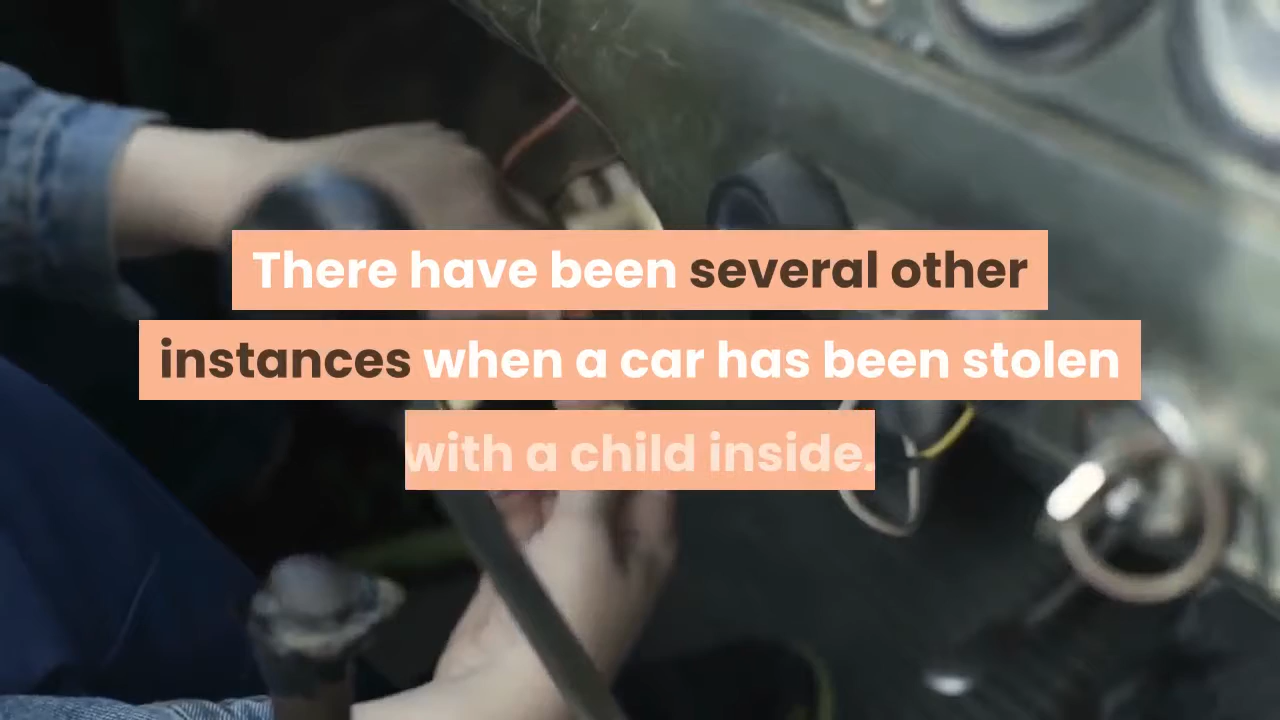 There have been several other
instances when a car has been stolen
with a child inside.